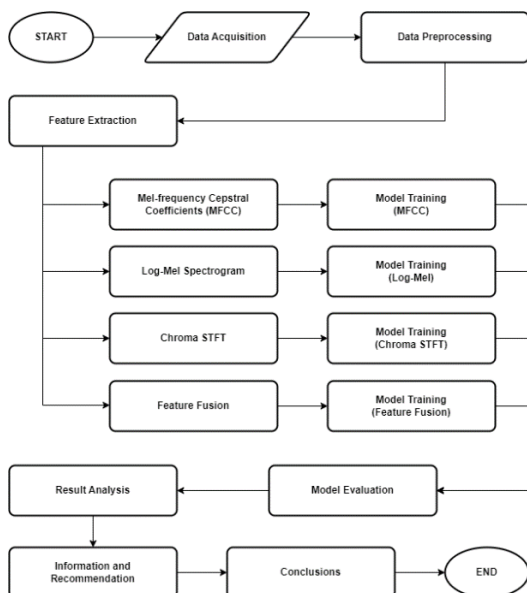 START
Data Acquisition
Data Preprocessing
Feature Extraction
Mel-frequency Cepstral
Coefficients (MFCC)
Model Training
(MFCC)
Log-Mel Spectrogram
Model Training
(Log-Mel)
Chroma STFT
Model Training
(Chroma STFT)
Feature Fusion
Model Training
(Feature Fusion)
Result Analysis
Model Evaluation
Information and
Recommendation
Conclusions
END